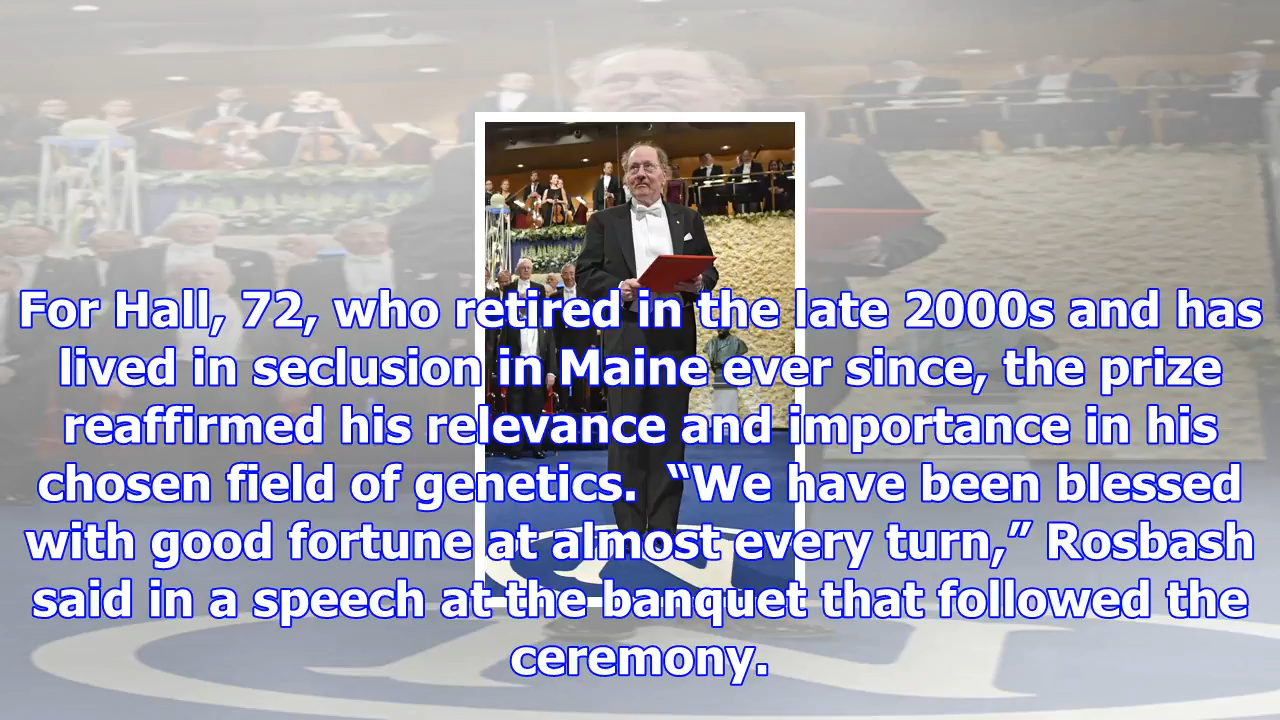 For Hall, 72, who retired in the late 2000s and has
lived in seclusion in Maine ever since, the prize
reaffirmed his relevance and importance in his
chosen field of genetics.  “We have been blessed
with good fortune at almost every turn,” Rosbash
said in a speech at the banquet that followed the
ceremony.